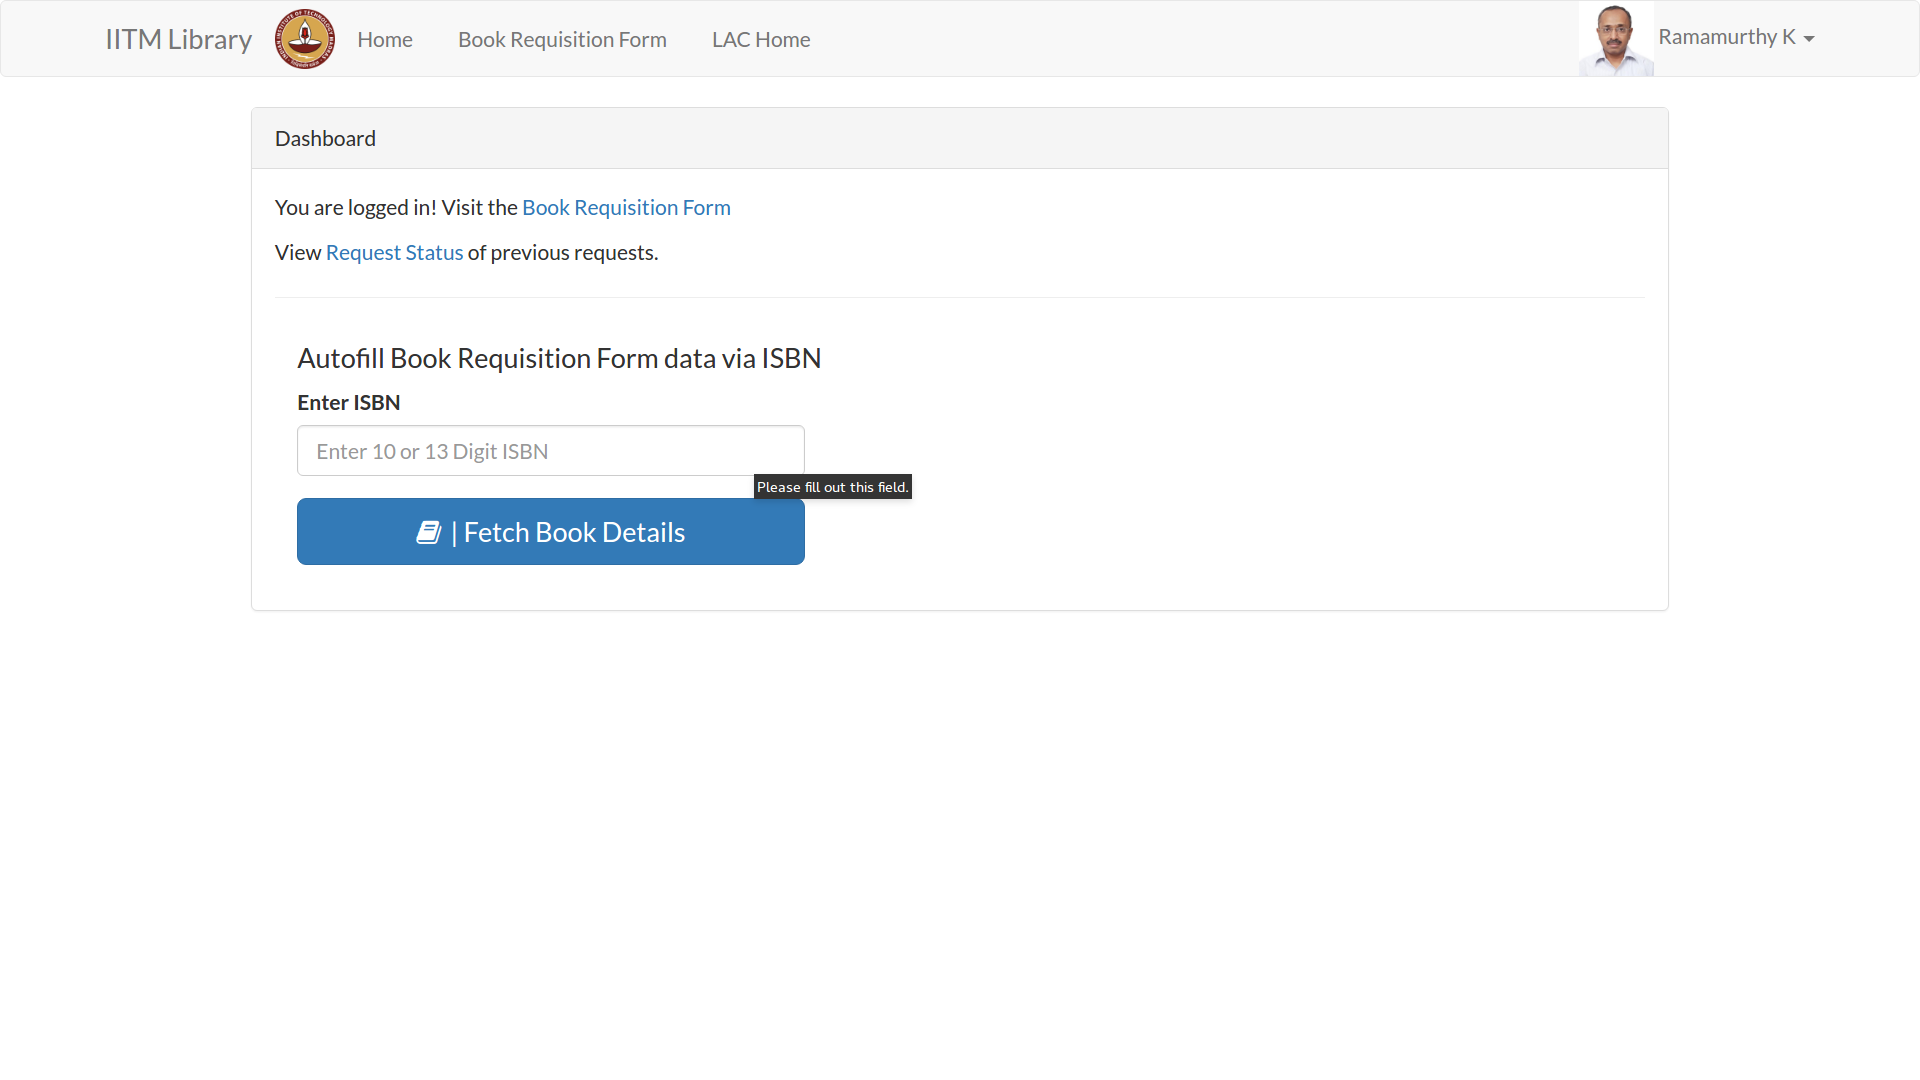 IITM Library
Home
Book Requisition Form
LAC Home
Ramamurthy K
Dashboard
You are logged in! Visit the Book Requisition Form
View Request Status of previous requests.
Autofill Book Requisition Form data via ISBN
Enter ISBN
Enter 10 or 13 Digit ISBN
Please fill out this field.
| Fetch Book Details